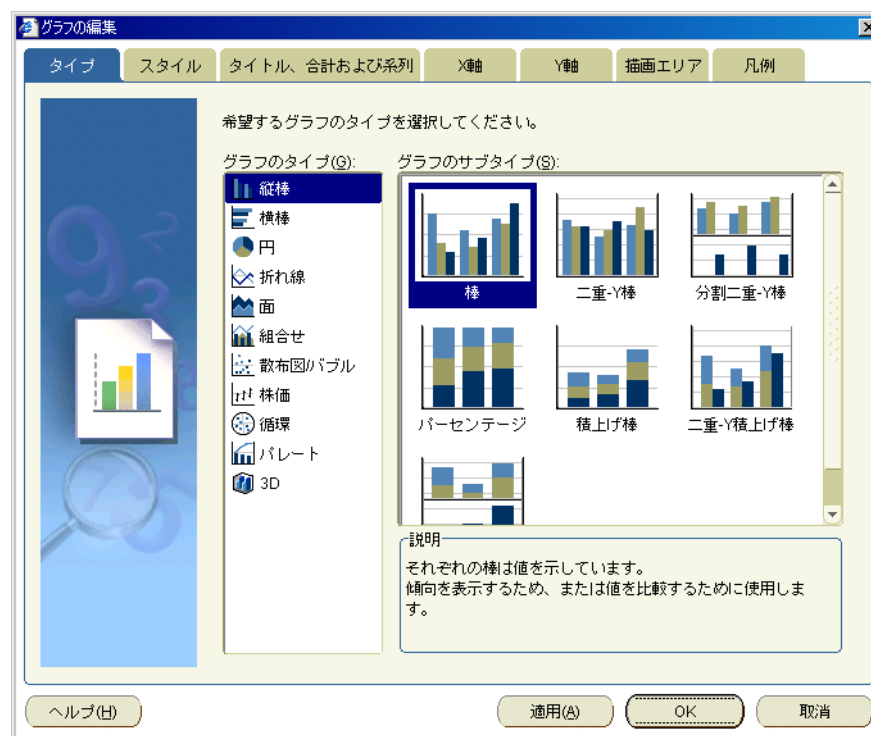 グラフの編集
タイプ
スタイル
タイトル、合計および系列
X軸
Y軸
描画エリア
凡例
希望するグラフのタイプを選択してください。
グラフのタイプ(G):
縦棒
横棒
円
折れ線
面
組合せ
散布図/バブル
株価
循環
パレート
3D
グラフのサブタイプ(S):
棒
二重-Y棒
分割二重-Y棒
パーセンテージ
積上げ棒
二重-Y積上げ棒
説明
それぞれの棒は値を示しています。
傾向を表示するため、または値を比較するために使用しま
す。
ヘルプ(H)
適用(A)
OK
取消